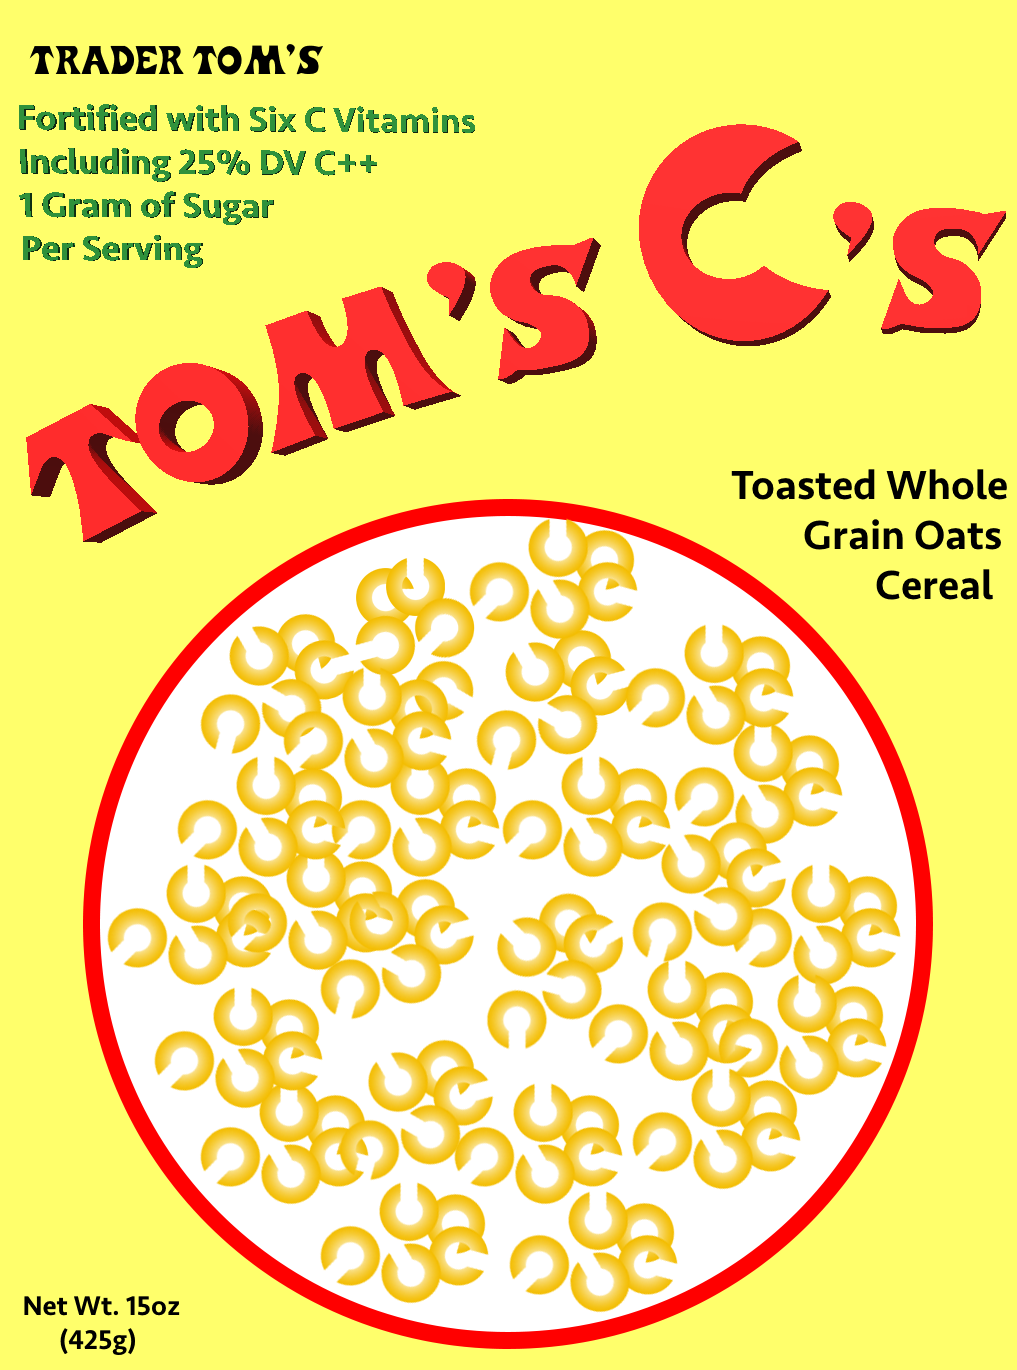 TRADER TOM'S
Fortified with Six C Vitamins
Including 25% DV C++
1 Gram of Sugar
Per Serving
TOM'S C's
Toasted Whole
Grain Oats
Cereal
Net Wt. 15oz
(425g)